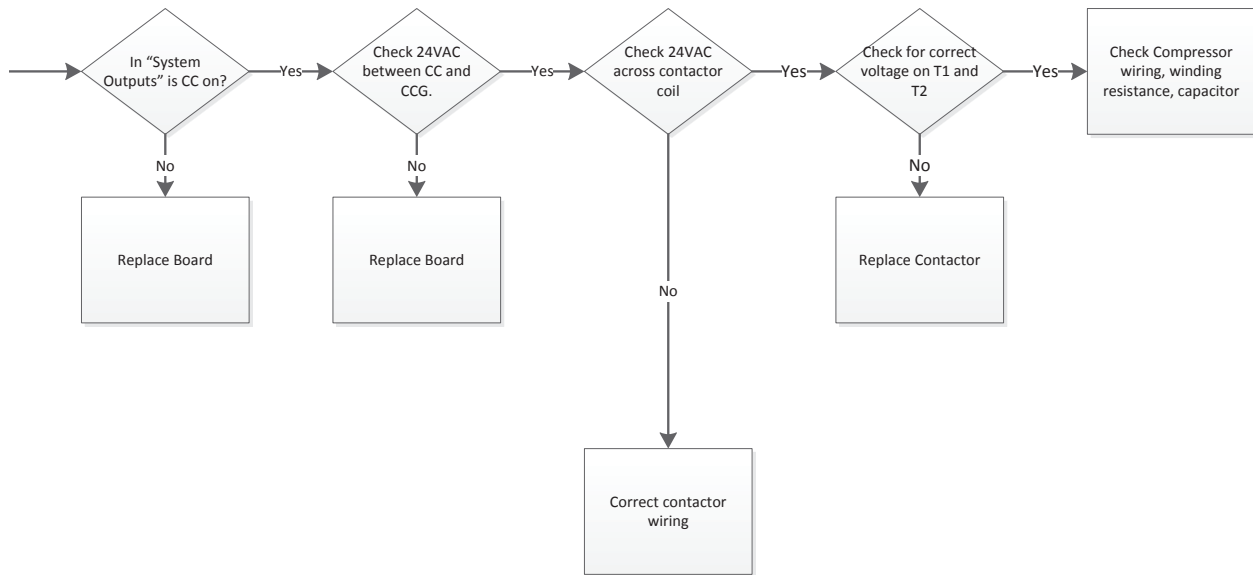 In “System
Outputs” is CC on?
Yes
Check 24VAC
between CC and
CCG.
Yes
Check 24VAC
across contactor
coil
Yes
Check for correct
voltage on T1 and
T2
Yes
Check Compressor
wiring, winding
resistance, capacitor
No
No
No
Replace Board
Replace Board
Replace Contactor
No
Correct contactor
wiring